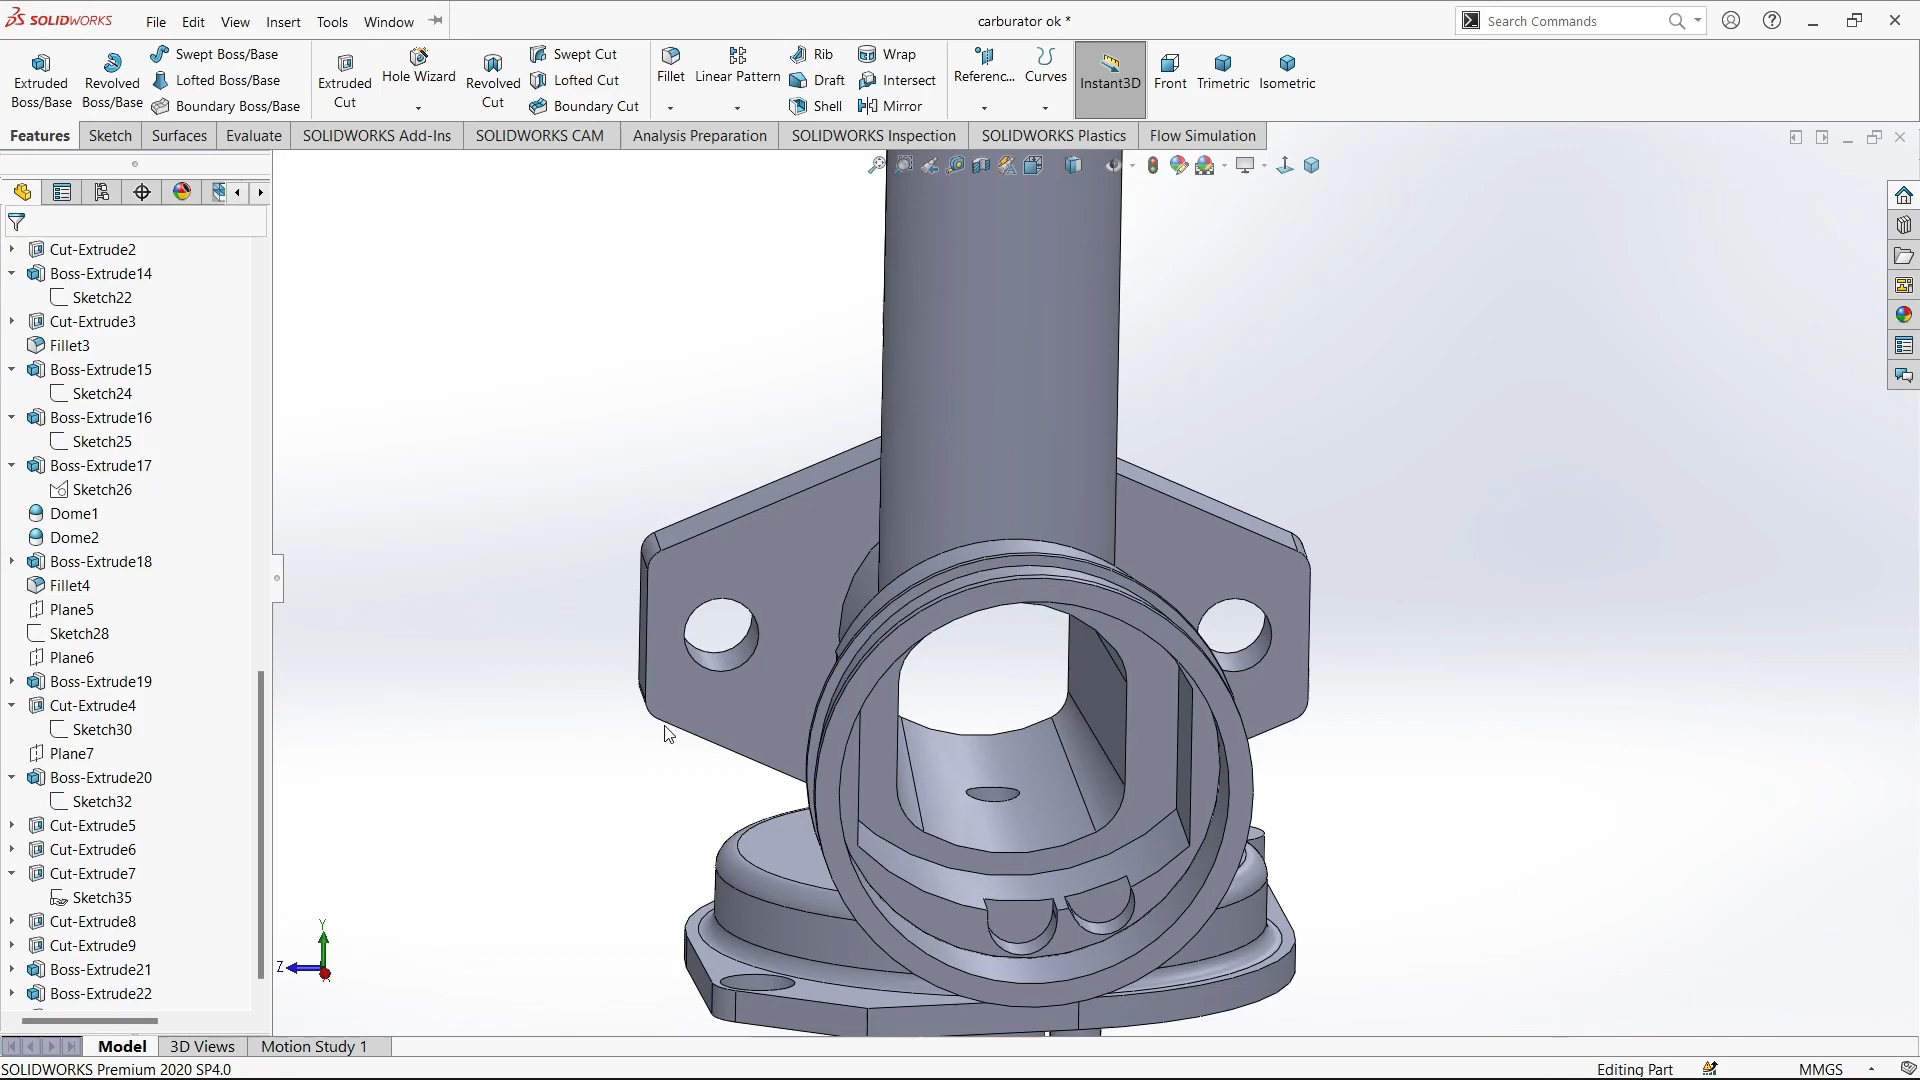 SOLIDWORKS File Edit View Insert Tools Window carburator ok * Search Commands
Extruded Boss/Base
Revolved Boss/Base
Swept Boss/Base
Lofted Boss/Base
Boundary Boss/Base
Extruded Cut
Hole Wizard
Revolved Cut
Swept Cut
Lofted Cut
Boundary Cut
Fillet
Linear Pattern
Rib
Draft
Shell
Wrap
Intersect
Mirror
Referenc...
Curves
Instant3D
Front
Trimetric
Isometric
Features Sketch Surfaces Evaluate SOLIDWORKS Add-Ins SOLIDWORKS CAM Analysis Preparation SOLIDWORKS Inspection SOLIDWORKS Plastics Flow Simulation
Cut-Extrude2
Boss-Extrude14
Sketch22
Cut-Extrude3
Fillet3
Boss-Extrude15
Sketch24
Boss-Extrude16
Sketch25
Boss-Extrude17
Sketch26
Dome1
Dome2
Boss-Extrude18
Fillet4
Plane5
Sketch28
Plane6
Boss-Extrude19
Cut-Extrude4
Sketch30
Plane7
Boss-Extrude20
Sketch32
Cut-Extrude5
Cut-Extrude6
Cut-Extrude7
Sketch35
Cut-Extrude8
Cut-Extrude9
Boss-Extrude21
Boss-Extrude22
Y
Z
Model 3D Views Motion Study 1
SOLIDWORKS Premium 2020 SP4.0 Editing Part MMGS